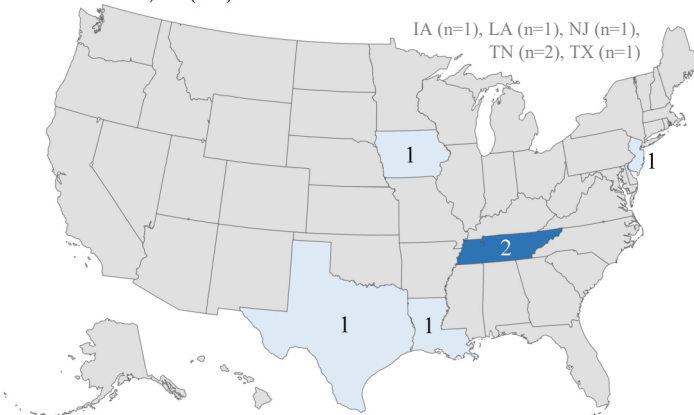 IA (n=1), LA (n=1), NJ (n=1),
TN (n=2), TX (n=1)
1
1
2
1
1